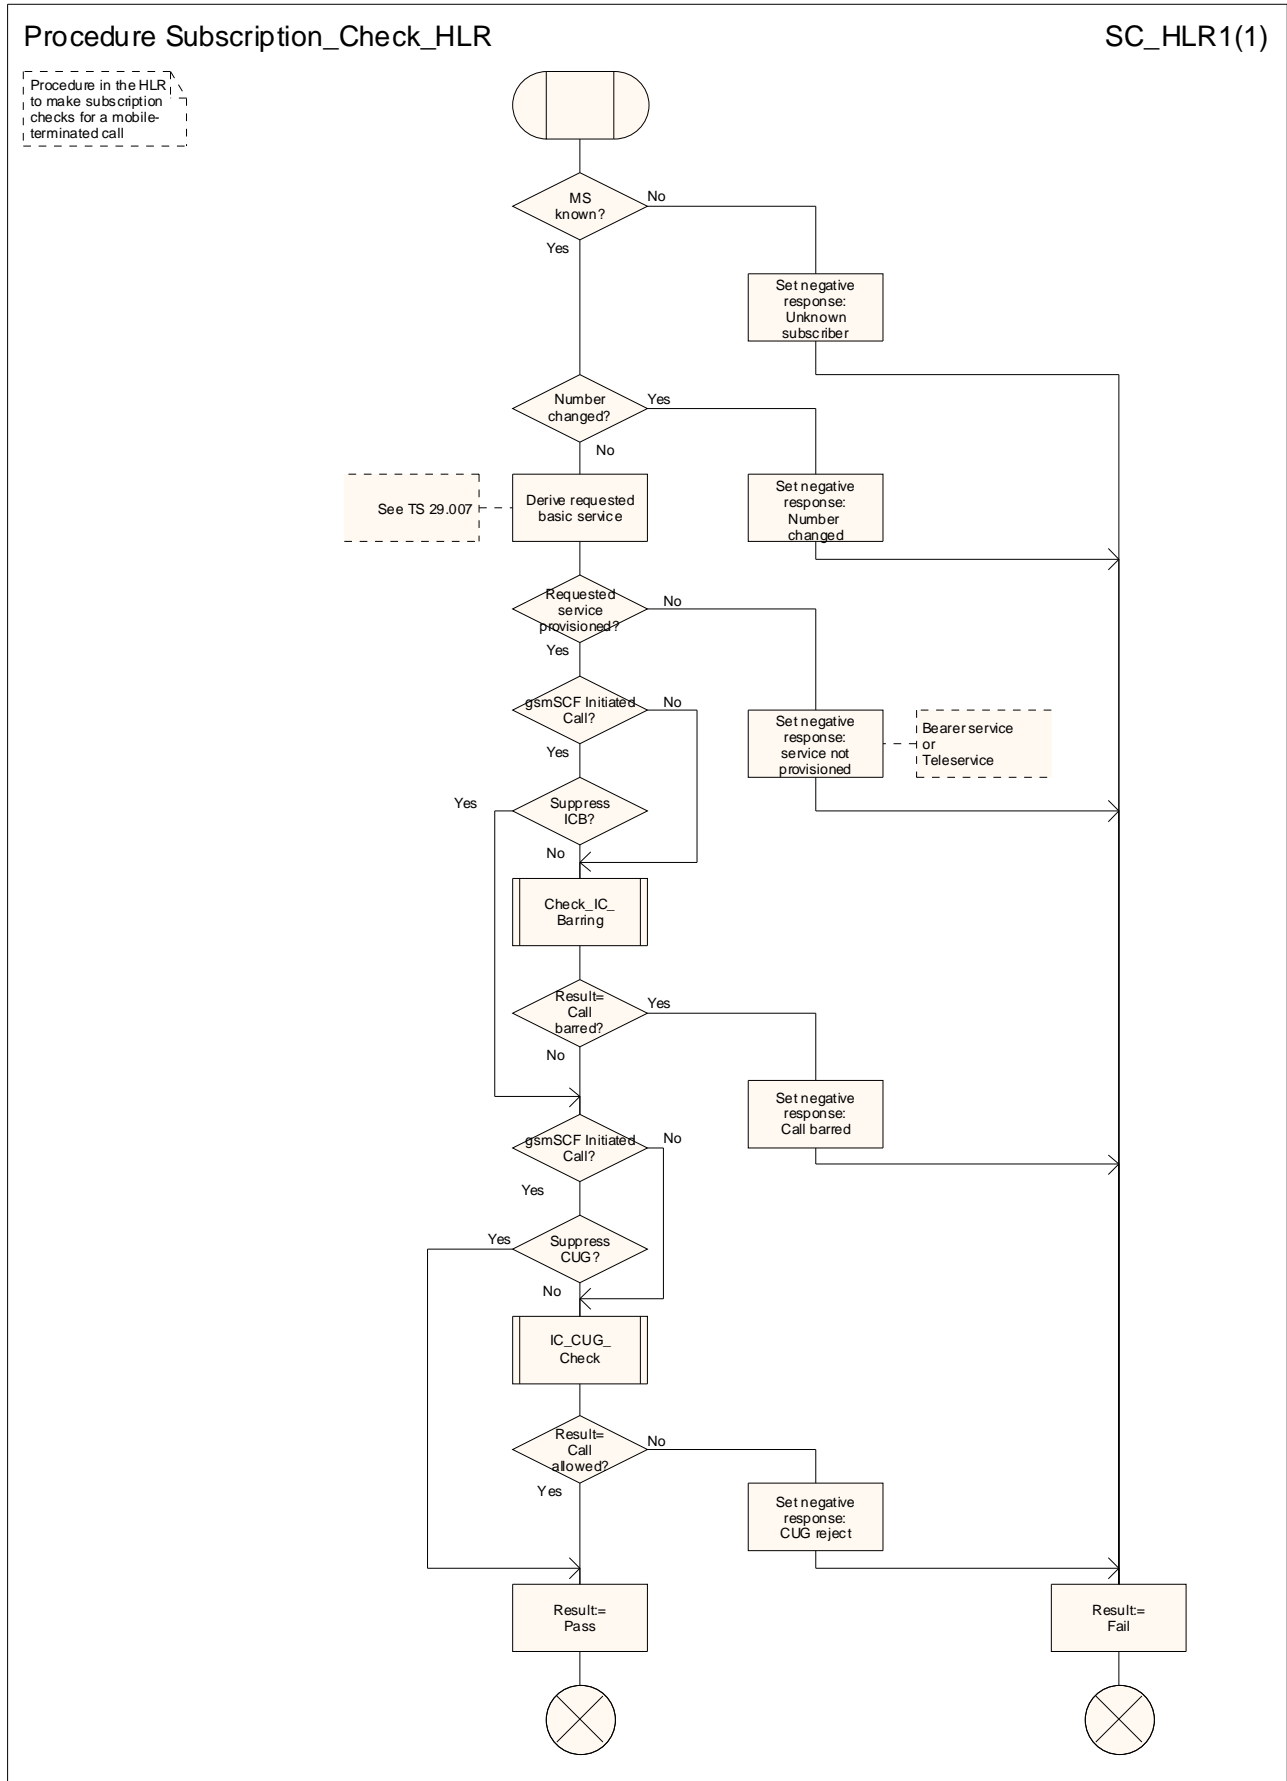 Procedure Subscription_Check_HLR
SC_HLR1(1)
Procedure in the HLR
to make subscription
checks for a mobile-
terminated call
MS
known?
No
Yes
Set negative
response:
Unknown
subscriber
Number
changed?
Yes
No
See TS 29.007
Derive requested
basic service
Set negative
response:
Number
changed
Requested
service
provisioned?
No
Yes
gsmSCF Initiated
Call?
No
Yes
Set negative
response:
service not
provisioned
Bearer service
or
Teleservice
Yes
Suppress
ICB?
No
Check_IC_
Barring
Result=
Call
barred?
Yes
No
Set negative
response:
Call barred
gsmSCF Initiated
Call?
No
Yes
Yes
Suppress
CUG?
No
IC_CUG_
Check
Result=
Call
allowed?
No
Yes
Set negative
response:
CUG reject
Result:=
Pass
Result:=
Fail